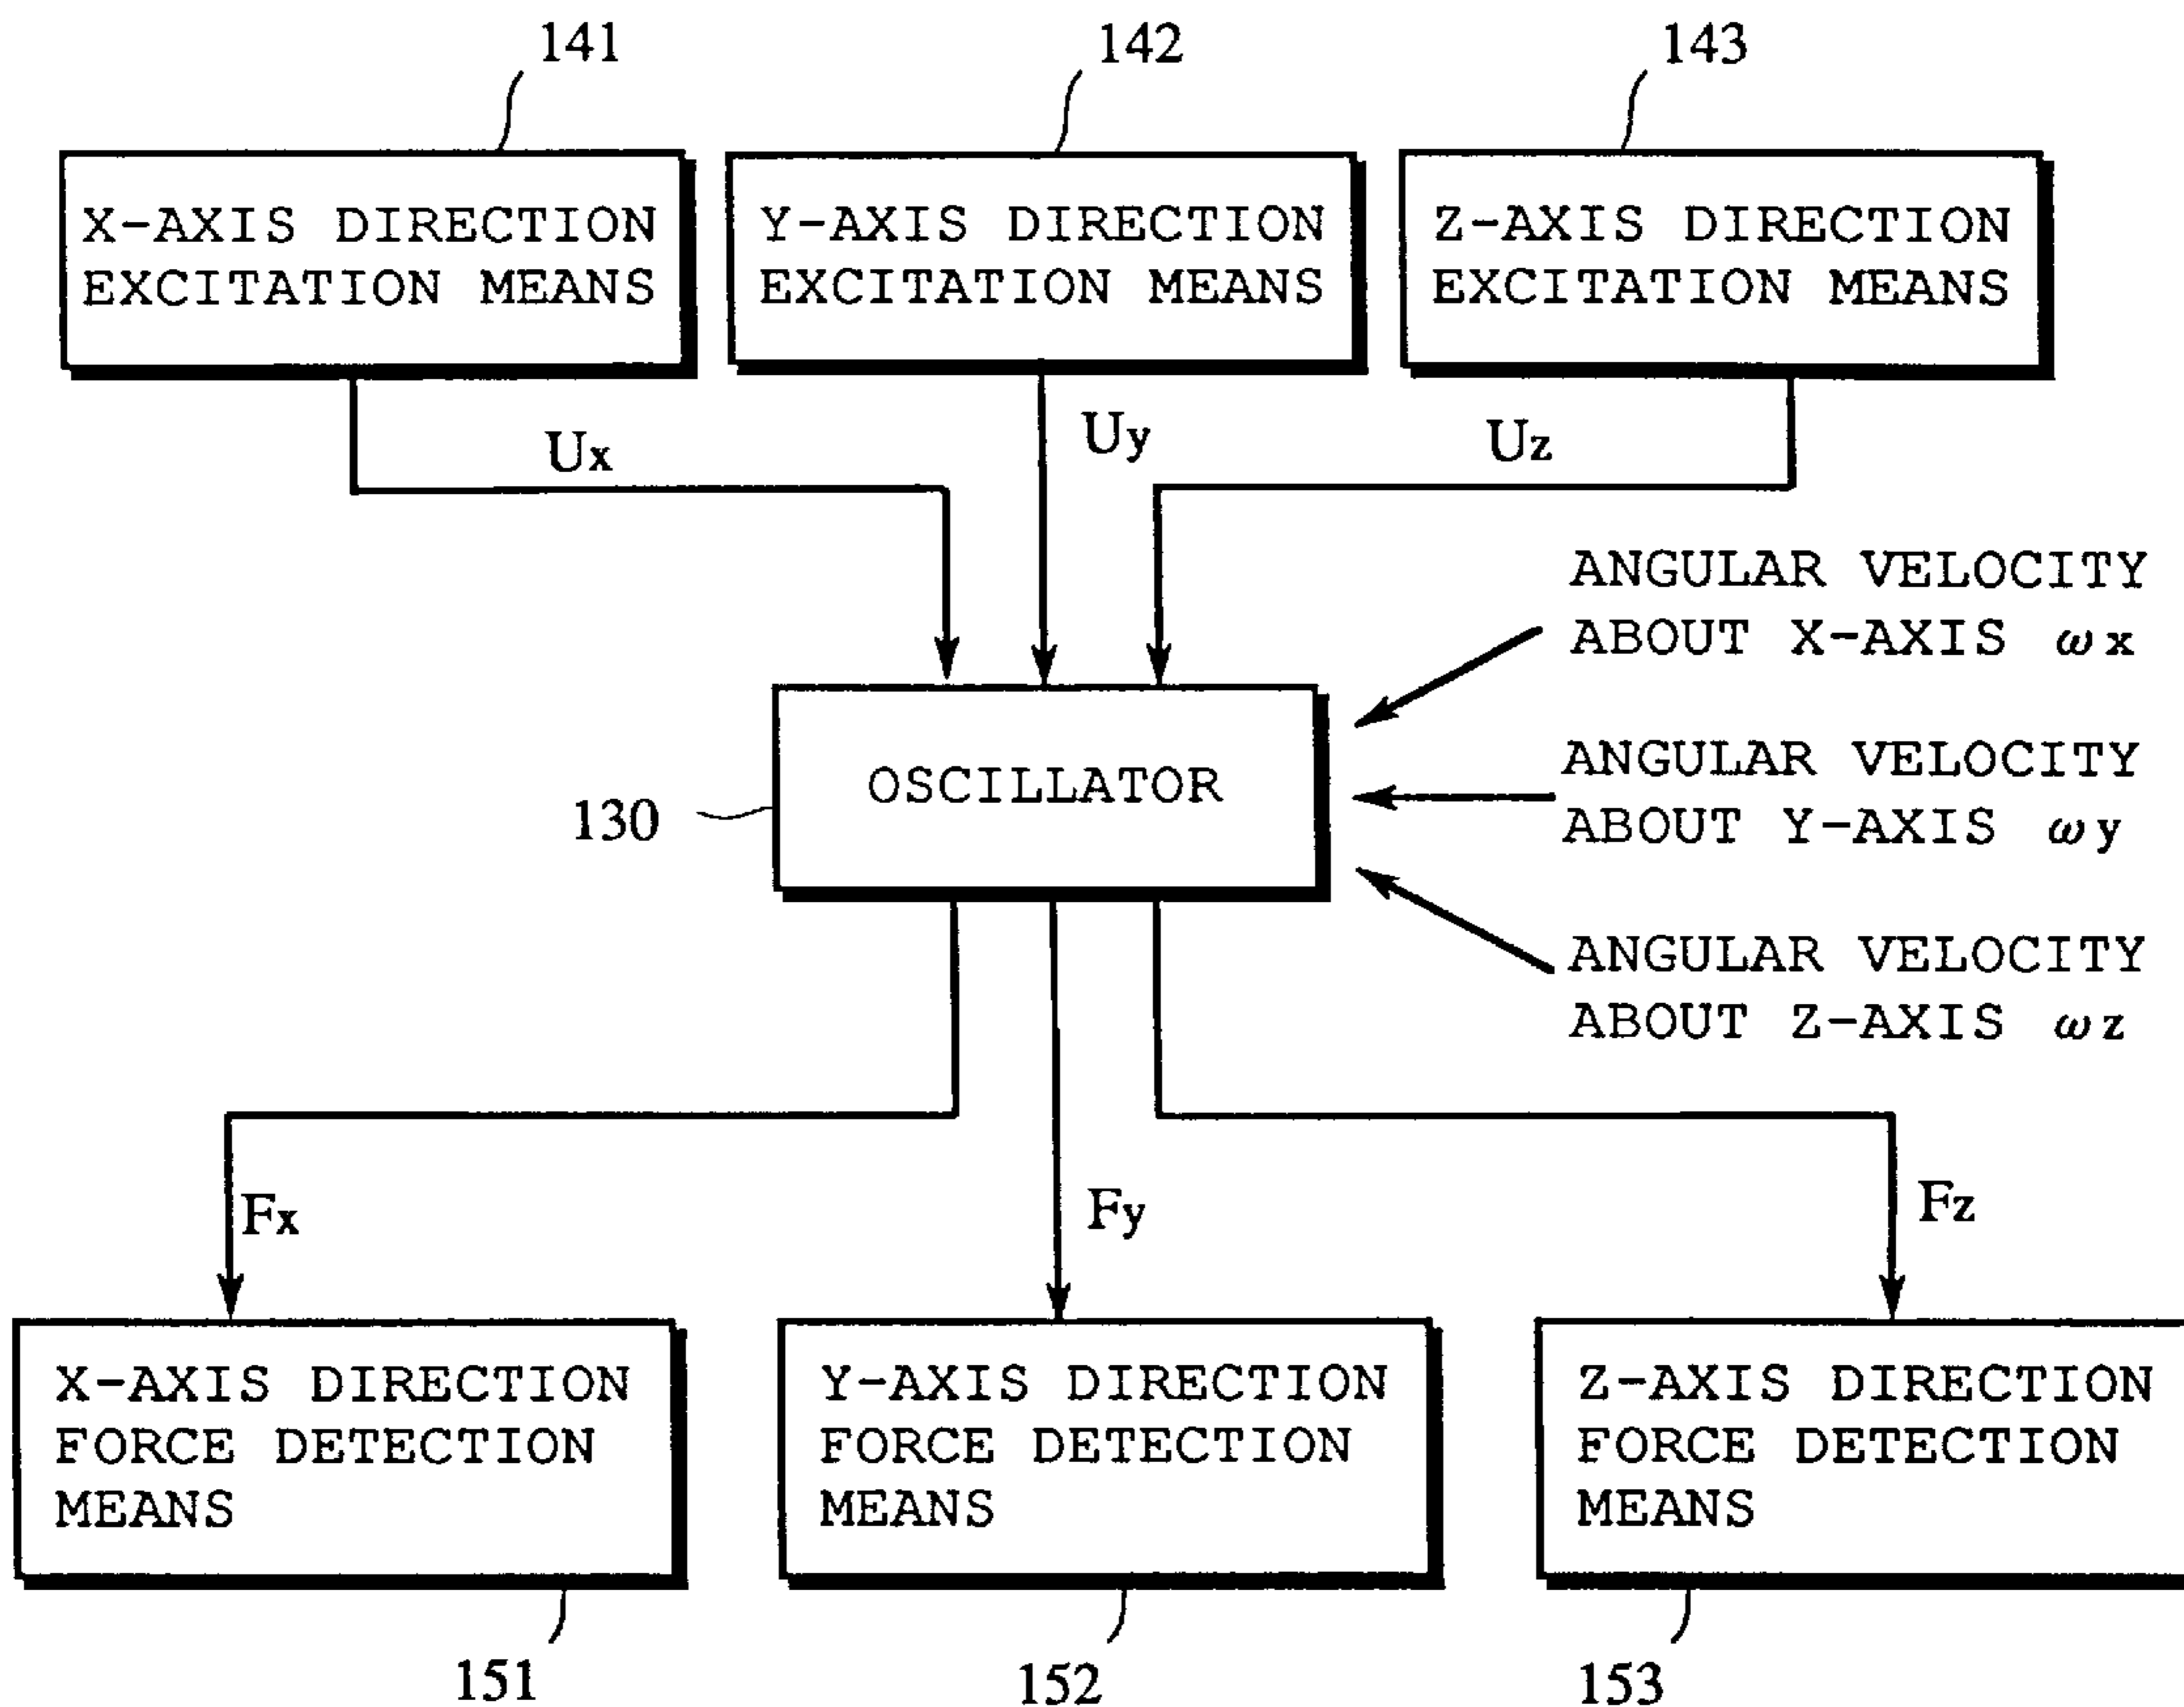 141
142
143
X-AXIS DIRECTION
EXCITATION MEANS
Y-AXIS DIRECTION
EXCITATION MEANS
Z-AXIS DIRECTION
EXCITATION MEANS
Ux
Uy
Uz
ANGULAR VELOCITY
ABOUT X-AXIS ωx
OSCILLATOR
130
ANGULAR VELOCITY
ABOUT Y-AXIS ωy
ANGULAR VELOCITY
ABOUT Z-AXIS ωz
Fx
Fy
Fz
X-AXIS DIRECTION
FORCE DETECTION
MEANS
Y-AXIS DIRECTION
FORCE DETECTION
MEANS
Z-AXIS DIRECTION
FORCE DETECTION
MEANS
151
152
153